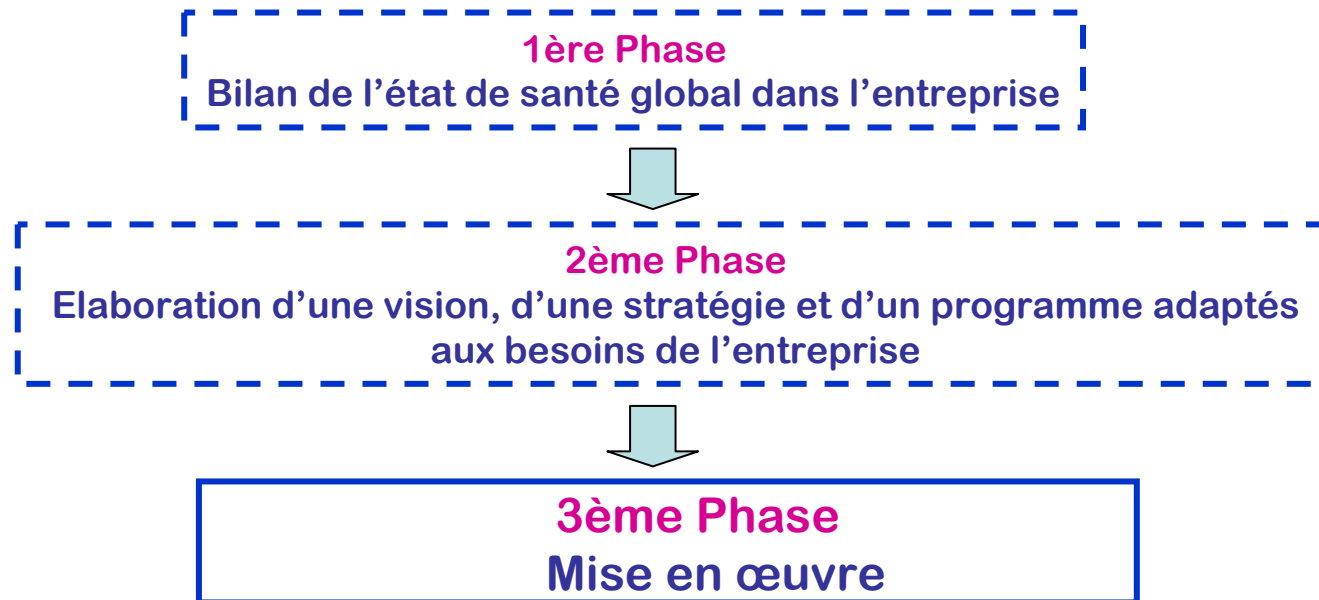 1ère Phase
Bilan de l’état de santé global dans l’entreprise
2ème Phase
Elaboration d’une vision, d’une stratégie et d’un programme adaptés
aux besoins de l’entreprise
3ème Phase
Mise en œuvre